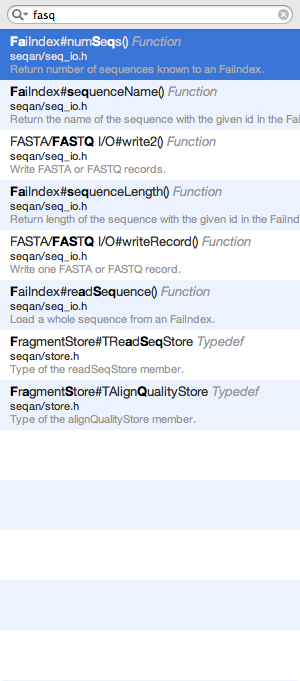 fasq
FaiIndex#numSeqs() Function
seqan/seq_io.h
Return number of sequences known to an FaiIndex.
FaiIndex#sequenceName() Function
seqan/seq_io.h
Return the name of the sequence with the given id in the Fai
FASTA/FASTQ I/O#write2() Function
seqan/seq_io.h
Write FASTA or FASTQ records.
FaiIndex#sequenceLength() Function
seqan/seq_io.h
Return length of the sequence with the given id in the FaiInd
FASTA/FASTQ I/O#writeRecord() Function
seqan/seq_io.h
Write one FASTA or FASTQ record.
FaiIndex#readSequence() Function
seqan/seq_io.h
Load a whole sequence from an FaiIndex.
FragmentStore#TReadSeqStore Typedef
seqan/store.h
Type of the readSeqStore member.
FragmentStore#TAlignQualityStore Typedef
seqan/store.h
Type of the alignQualityStore member.